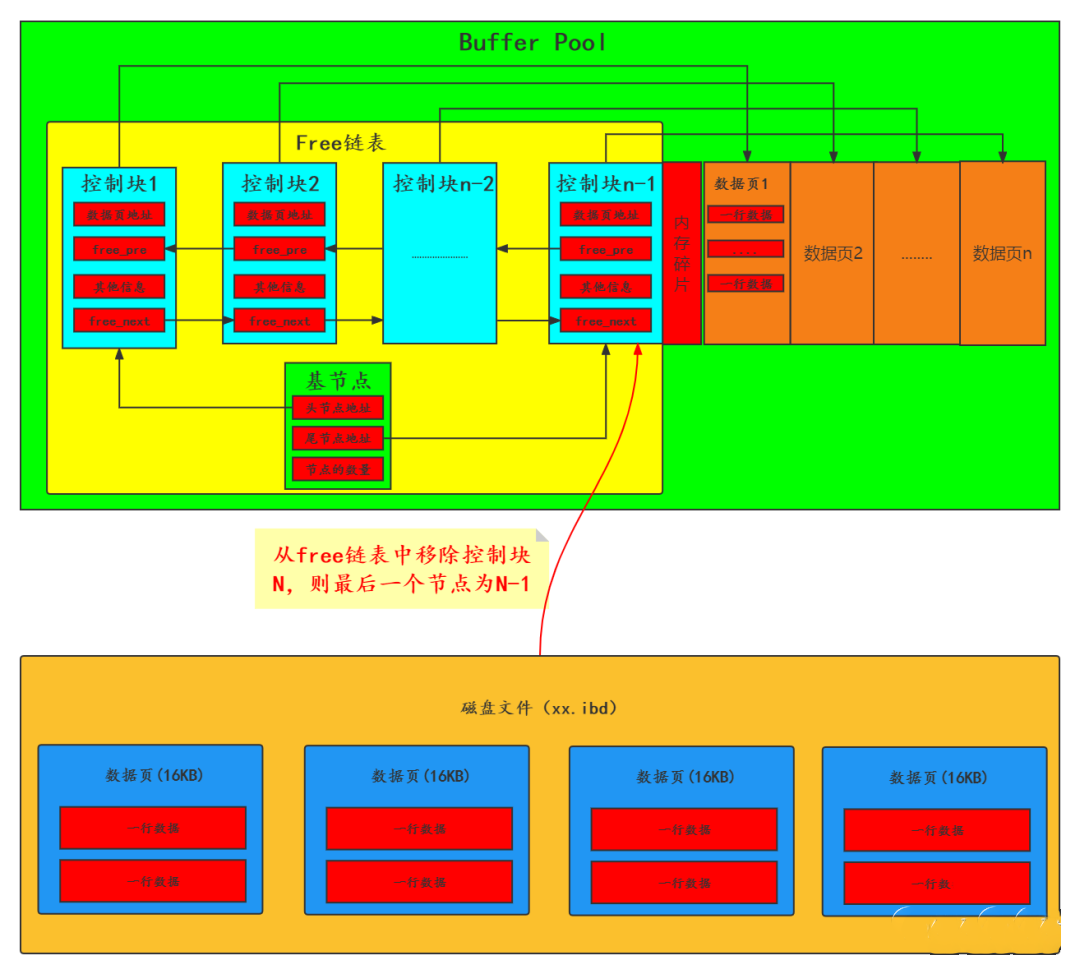 Buffer Pool
Free链表
控制块1
数据页地址
free_pre
其他信息
free_next
控制块2
数据页地址
free_pre
其他信息
free_next
控制块n-2
......................
控制块n-1
数据页地址
free_pre
其他信息
free_next
内存碎片
数据页1
一行数据
....
一行数据
数据页2
........
数据页n
基节点
头节点地址
尾节点地址
节点的数量
从free链表中移除控制块
N，则最后一个节点为N-1
磁盘文件（xx.ibd）
数据页(16KB)
一行数据
一行数据
数据页(16KB)
一行数据
一行数据
数据页(16KB)
一行数据
一行数据
数据页(16KB)
一行数据
一行数